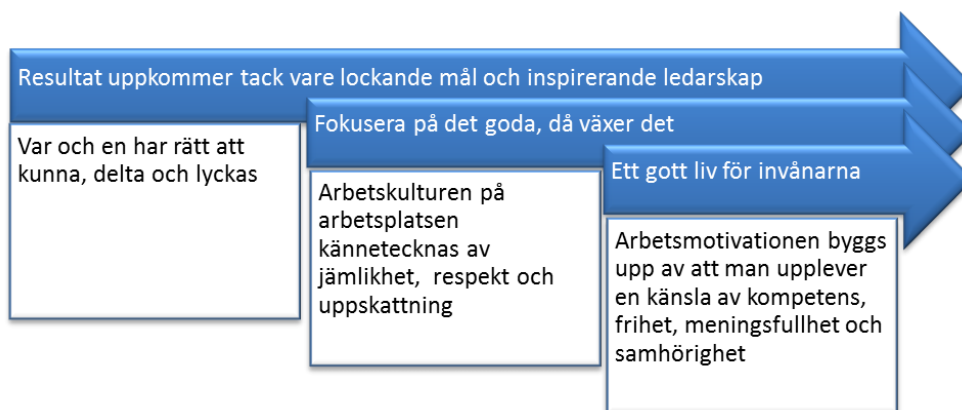 Resultat uppkommer tack vare lockande mål och inspirerande ledarskap
Var och en har rätt att
kunna, delta och lyckas
Fokusera på det goda, då växer det
Arbetskulturen på
arbetsplatsen
kännetecknas av
jämlikhet,  respekt och
uppskattning
Ett gott liv för invånarna
Arbetsmotivationen byggs
upp av att man upplever
en känsla av kompetens,
frihet, meningsfullhet och
samhörighet